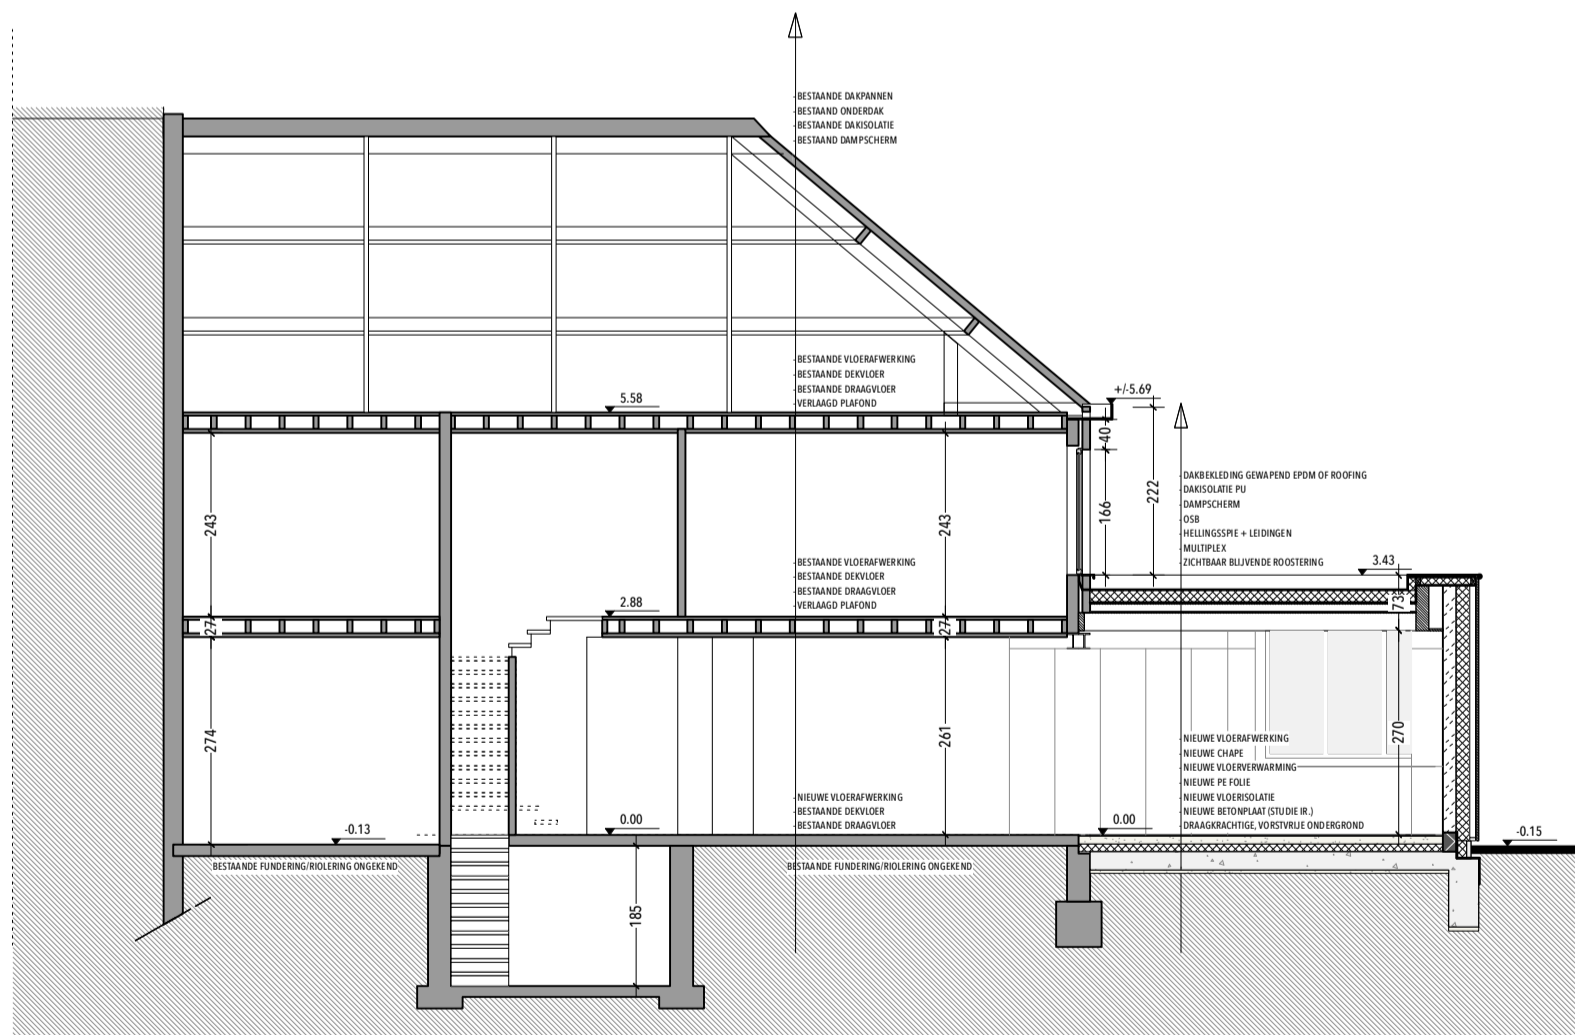 BESTAANDE DAKPANNEN
BESTAAND ONDERDAK
BESTAANDE DAKISOLATIE
BESTAAND DAMPSCHERM
BESTAANDE VLOERAFWERKING
BESTAANDE DEKVLOER
BESTAANDE DRAAGVLOER
VERLAAGD PLAFOND
5.58
+/-5.69
40
166
222
243
243
DAKBEKLEDING GEWAPEND EPDM OF ROOFING
DAKISOLATIE PU
DAMPSCHERM
OSB
HELLINGSSPIE + LEIDINGEN
MULTIPLEX
ZICHTBAAR BLIJVENDE ROOSTERING
3.43
BESTAANDE VLOERAFWERKING
BESTAANDE DEKVLOER
BESTAANDE DRAAGVLOER
VERLAAGD PLAFOND
2.88
27
27
73
274
261
270
NIEUWE VLOERAFWERKING
NIEUWE CHAPE
NIEUWE VLOERVERWARMING
NIEUWE PE FOLIE
NIEUWE VLOERISOLATIE
NIEUWE BETONPLAAT (STUDIE IR.)
DRAAGKRACHTIGE, VORSTVRIJE ONDERGROND
NIEUWE VLOERAFWERKING
BESTAANDE DEKVLOER
BESTAANDE DRAAGVLOER
-0.13
0.00
0.00
-0.15
BESTAANDE FUNDERING/RIOLERING ONGEKEND
BESTAANDE FUNDERING/RIOLERING ONGEKEND
185